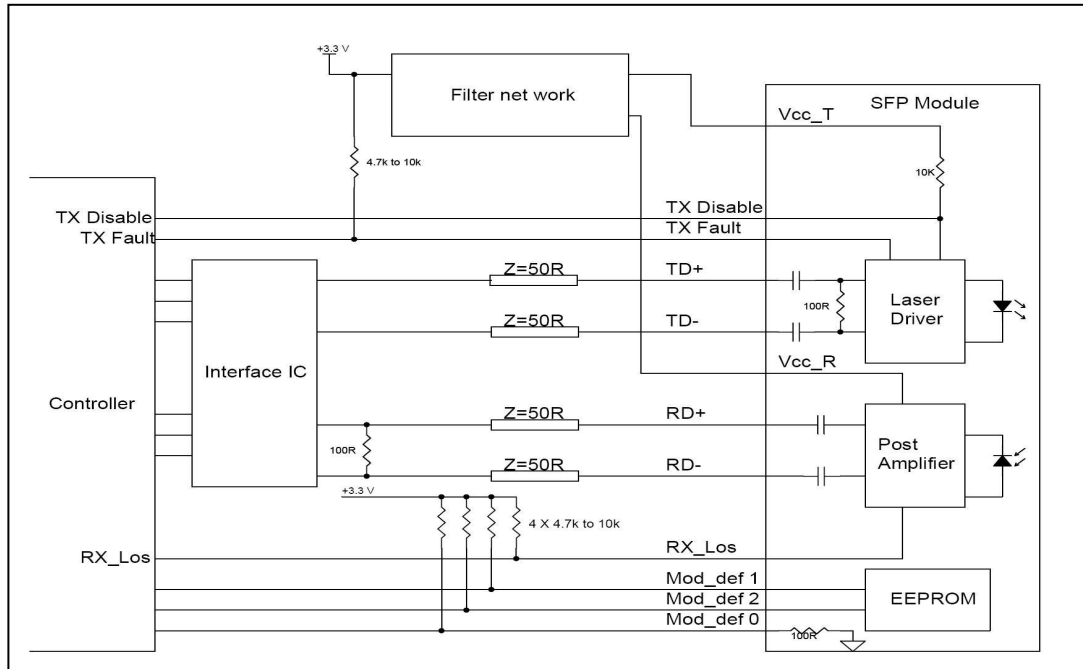 +3.3 V
Filter net work
SFP Module
Vcc_T
4.7k to 10k
10K
TX Disable
TX Disable
TX Fault
TX Fault
Z=50R
TD+
Laser
Driver
100R
Z=50R
TD-
Interface IC
Vcc_R
Controller
Z=50R
RD+
Post
Amplifier
100R
Z=50R
RD-
+3.3 V
4 X 4.7k to 10k
RX_Los
RX_Los
Mod_def 1
Mod_def 2
EEPROM
Mod_def 0
100R